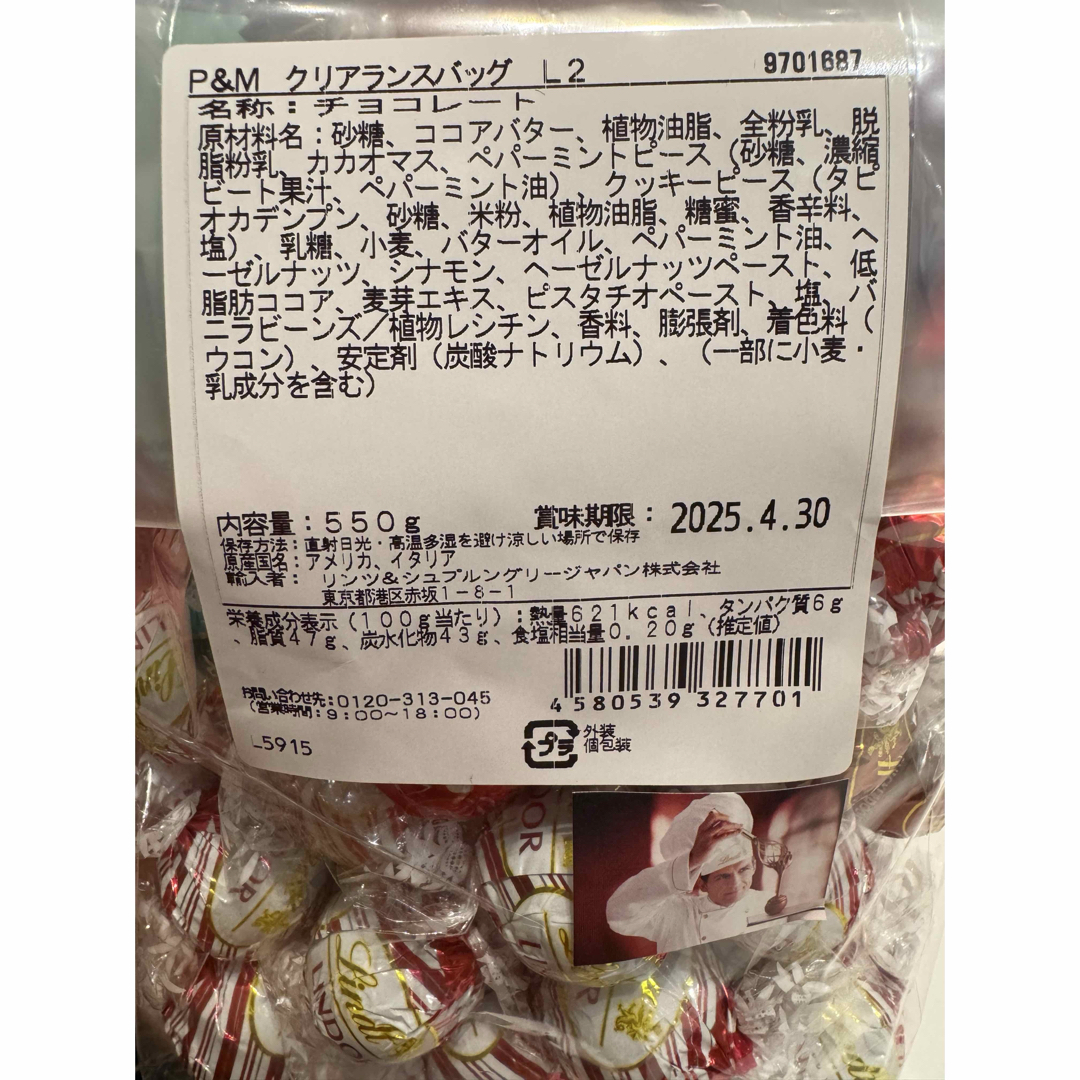 P&M クリアランスバッグ L2 9701687
名称：チョコレート
原材料名：砂糖、ココアバター、植物油脂、全粉乳、脱
脂粉乳、カカオマス、ペパーミントピース（砂糖、濃縮
ビート果汁、ペパーミント油）、クッキーピース（タピ
オカデンプン、砂糖、米粉、植物油脂、糖蜜、香辛料、
塩）、乳糖、小麦、バターオイル、ペパーミント油、ヘ
ーゼルナッツ、シナモン、ヘーゼルナッツペースト、低
脂肪ココア、麦芽エキス、ピスタチオペースト、塩、バ
ニラビーンズ／植物レシチン、香料、膨張剤、着色料（
ウコン）、安定剤（炭酸ナトリウム）、（一部に小麦・
乳成分を含む）
内容量：550g 賞味期限：2025.4.30
保存方法：直射日光・高温多湿を避け涼しい場所で保存
原産国名：アメリカ、イタリア
輸入者： リンツ&シュプルングリージャパン株式会社
東京都港区赤坂1-8-1
栄養成分表示（100g当たり）：熱量621kcal、タンパク質6g
、脂質47g、炭水化物43g、食塩相当量0.20g（推定値）
お問い合わせ先：0120-313-045
（営業時間：9:00~18:00）
4 580539 327701
L5915
プラ
外装
個包装
LINDOR
Lindt